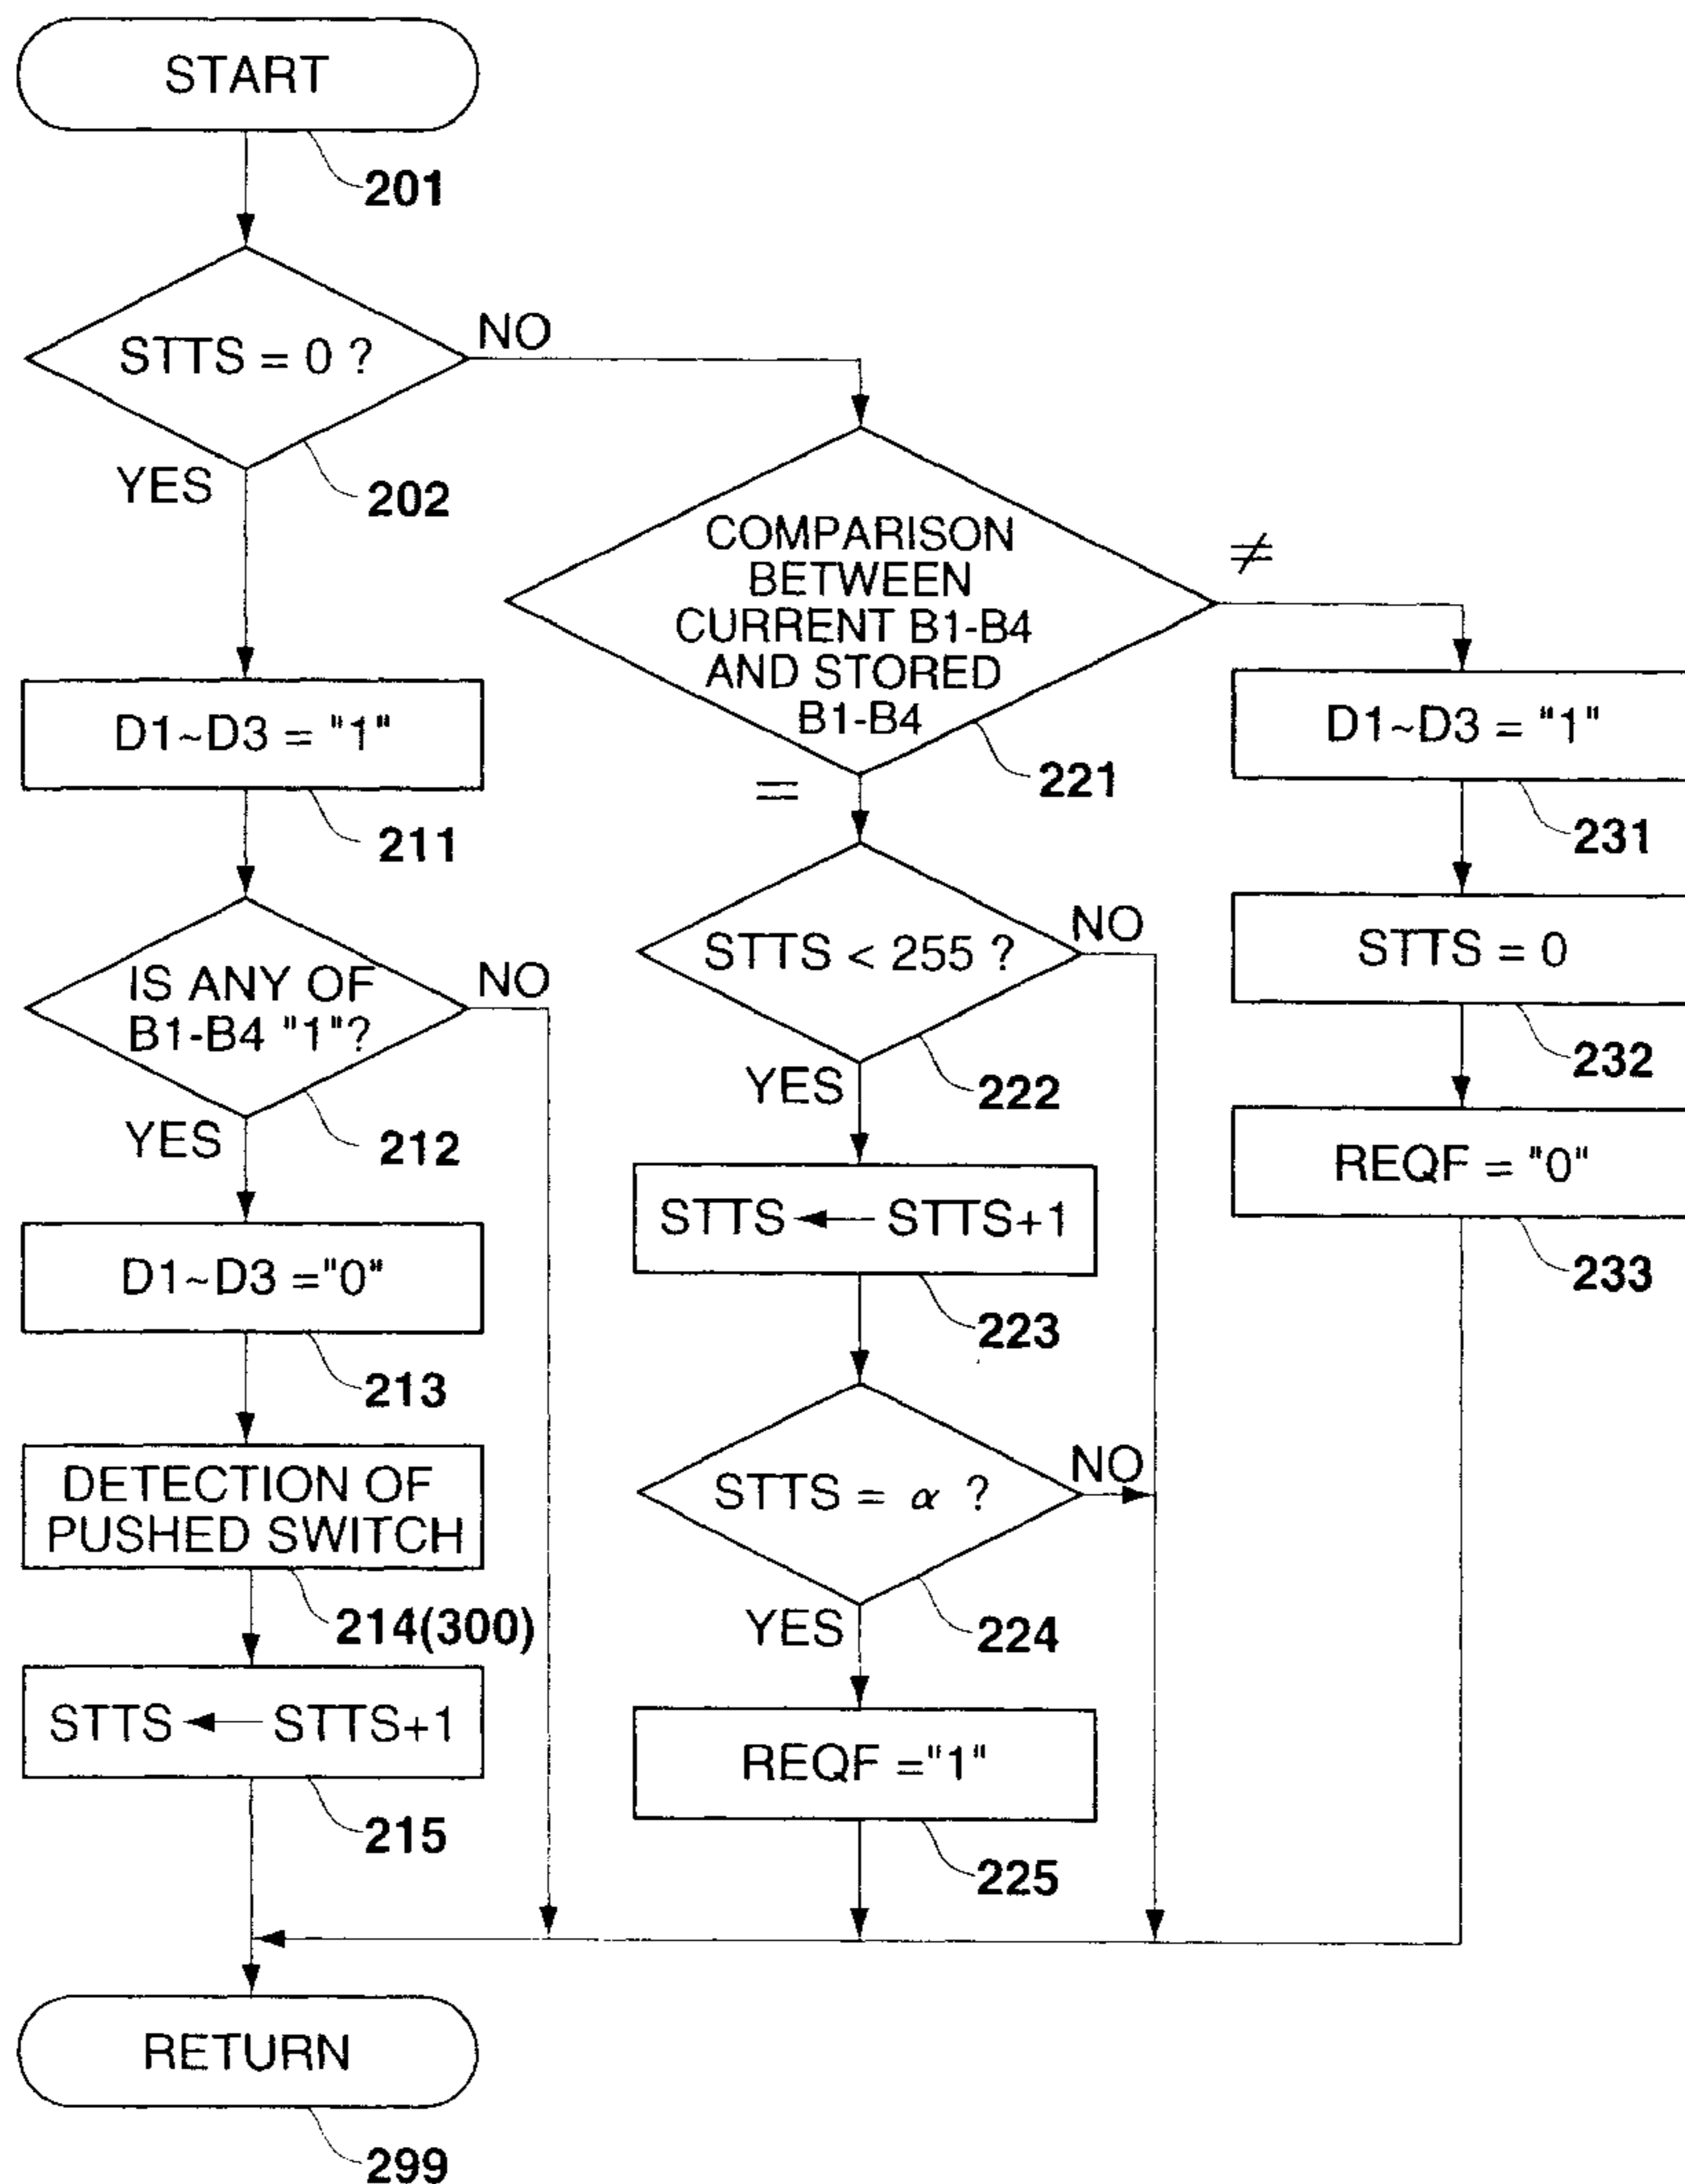 START
201
STTS = 0 ?
NO
YES
202
D1~D3 = "1"
211
IS ANY OF
B1-B4 "1"?
NO
YES
212
D1~D3 ="0"
213
DETECTION OF
PUSHED SWITCH
214(300)
STTS ← STTS+1
215
COMPARISON
BETWEEN
CURRENT B1-B4
AND STORED
B1-B4
≠
=
221
STTS < 255 ?
NO
YES
222
STTS ← STTS+1
223
STTS = α ?
NO
YES
224
REQF ="1"
225
D1~D3 = "1"
231
STTS = 0
232
REQF = "0"
233
RETURN
299